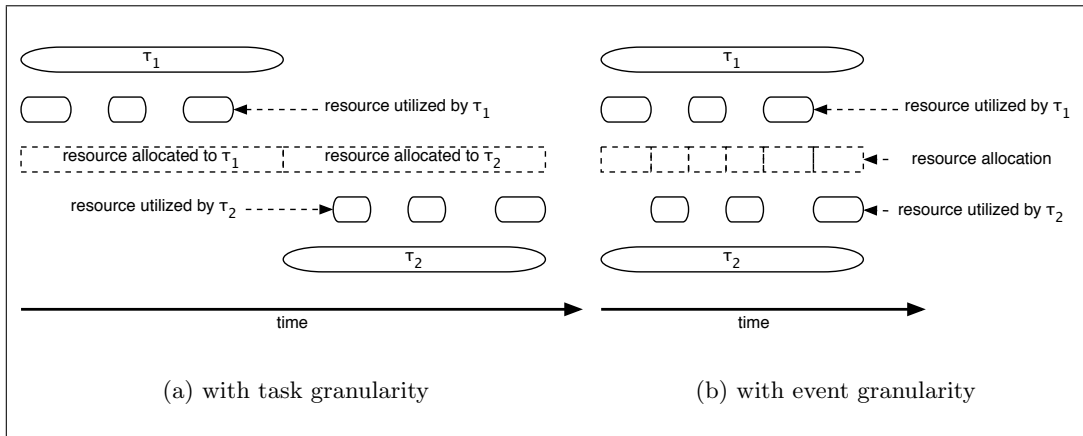 τ1
resource utilized by τ1
resource allocated to τ1
resource allocated to τ2
resource utilized by τ2
τ2
time
(a) with task granularity
τ1
resource utilized by τ1
resource allocation
resource utilized by τ2
τ2
time
(b) with event granularity